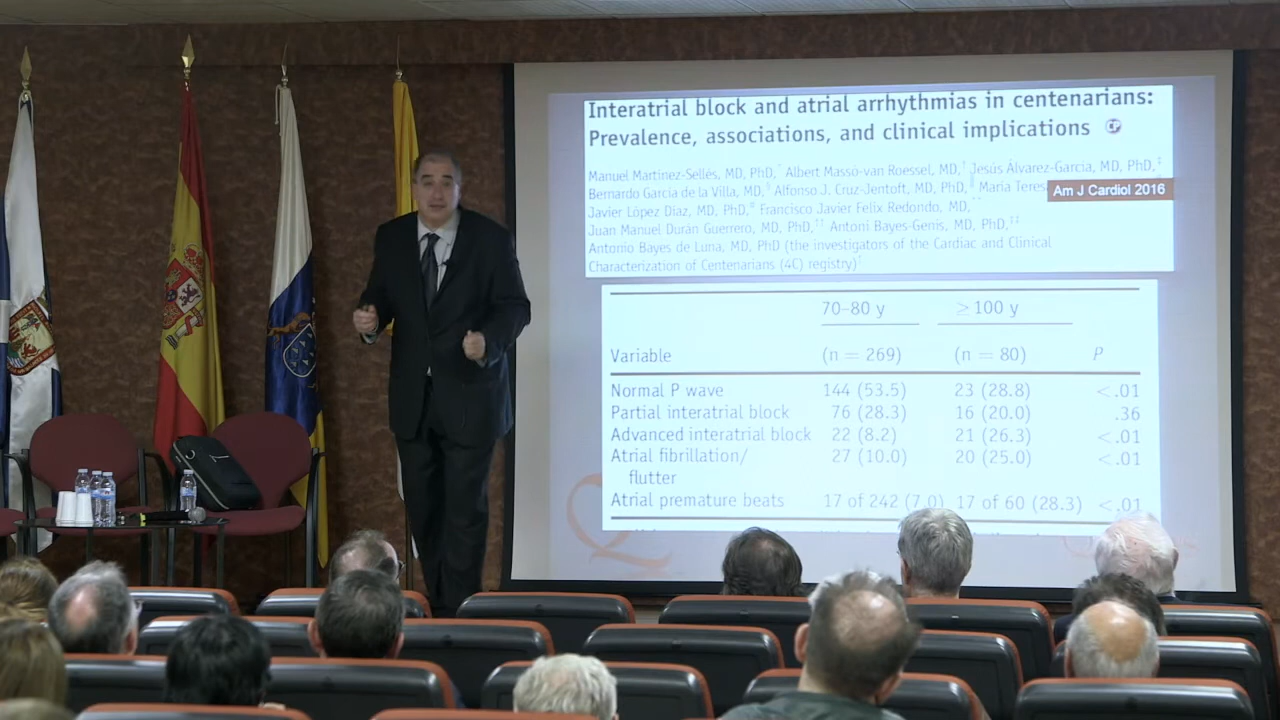 Interatrial block and atrial arrhythmias in centenarians:
Prevalence, associations, and clinical implications
Manuel Martínez-Sellés, MD, PhD,* Albert Massó-van Roessel, MD,† Jesús Álvarez-García, MD, PhD,‡
Bernardo García de la Villa, MD,§ Alfonso J. Cruz-Jentoft, MD, PhD,‖ María Teres
Am J Cardiol 2016
Javier López Díaz, MD, PhD,# Francisco Javier Felix Redondo, MD,**
Juan Manuel Durán Guerrero, MD, PhD,†† Antoni Bayes-Genis, MD, PhD,‡‡
Antonio Bayes de Luna, MD, PhD (the investigators of the Cardiac and Clinical
Characterization of Centenarians (4C) registry)†
70–80 y ≥ 100 y
Variable (n = 269) (n = 80) P
Normal P wave 144 (53.5) 23 (28.8) <.01
Partial interatrial block 76 (28.3) 16 (20.0) .36
Advanced interatrial block 22 (8.2) 21 (26.3) <.01
Atrial fibrillation/ 27 (10.0) 20 (25.0) <.01
flutter
Atrial premature beats 17 of 242 (7.0) 17 of 60 (28.3) <.01